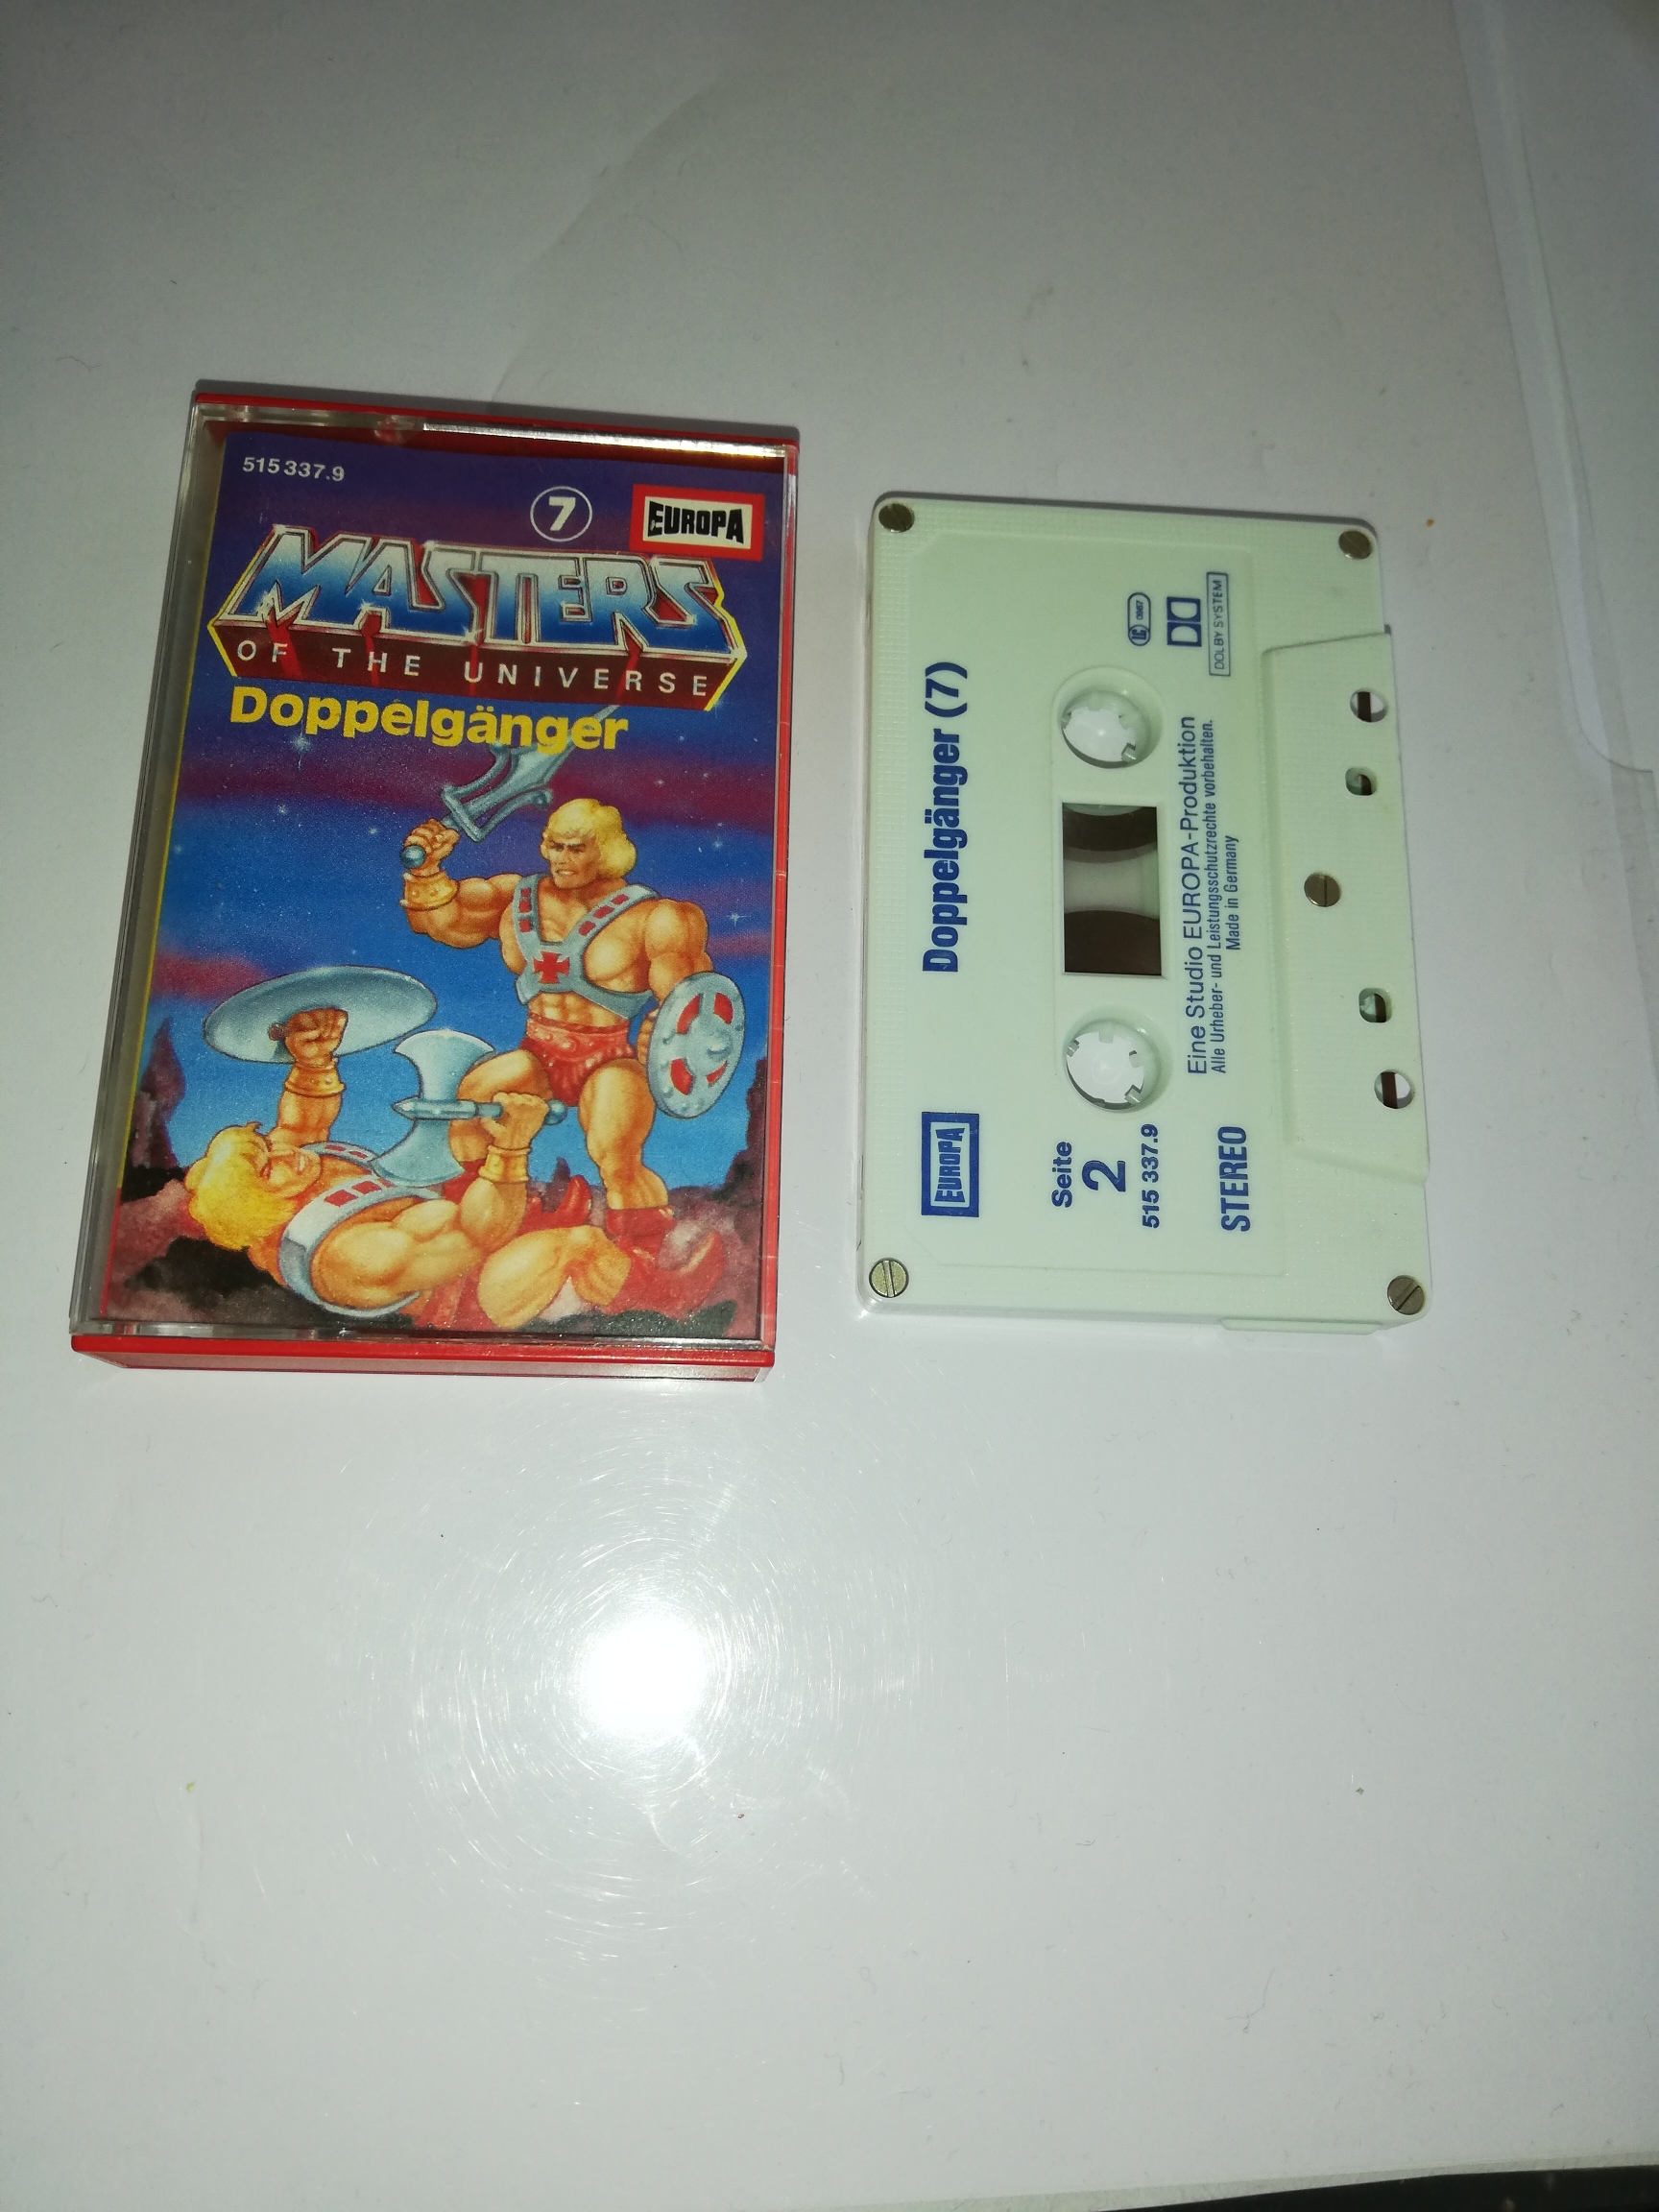 515 337.9
7
EUROPA
MASTERS
OF THE UNIVERSE
Doppelgänger
Doppelgänger (7)
EUROPA
Seite
2
515 337.9
STEREO
Eine Studio EUROPA-Produktion
Alle Urheber- und Leistungsschutzrechte vorbehalten.
Made in Germany
DOLBY SYSTEM